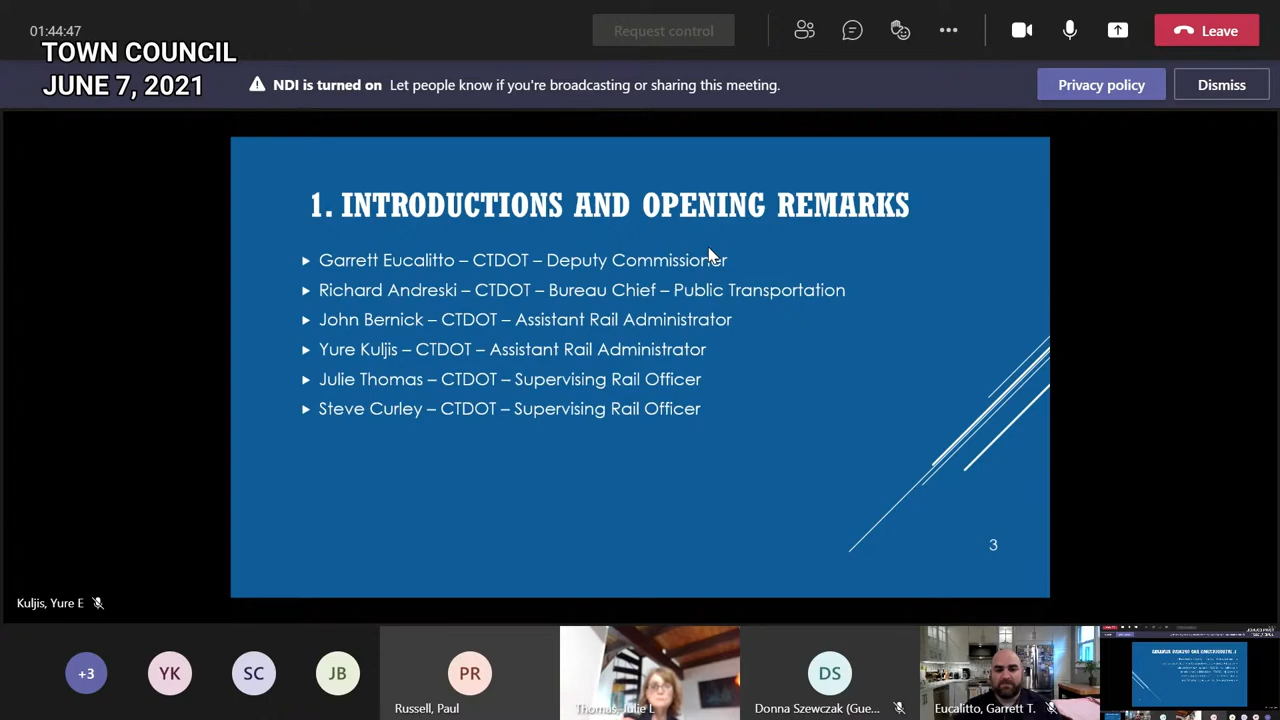 01:44:47
TOWN COUNCIL
JUNE 7, 2021
Request control
Leave
NDI is turned on Let people know if you're broadcasting or sharing this meeting.
Privacy policy
Dismiss
1. INTRODUCTIONS AND OPENING REMARKS
Garrett Eucalitto – CTDOT – Deputy Commissioner
Richard Andreski – CTDOT – Bureau Chief – Public Transportation
John Bernick – CTDOT – Assistant Rail Administrator
Yure Kuljis – CTDOT – Assistant Rail Administrator
Julie Thomas – CTDOT – Supervising Rail Officer
Steve Curley – CTDOT – Supervising Rail Officer
3
Kuljis, Yure E
+3
YK
SC
JB
PR
DS
Russell, Paul
Thomas, Julie L
Donna Szewczak (Gue...
Eucalitto, Garrett T.